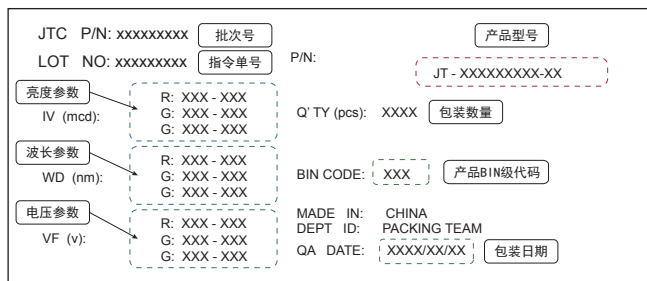 JTC P/N: xxxxxxxxx 批次号
LOT NO: xxxxxxxxx 指令单号
亮度参数
IV (mcd):
R: XXX - XXX
G: XXX - XXX
G: XXX - XXX
波长参数
WD (nm):
R: XXX - XXX
G: XXX - XXX
G: XXX - XXX
电压参数
VF (v):
R: XXX - XXX
G: XXX - XXX
G: XXX - XXX
产品型号
P/N:
JT - XXXXXXXXX-XX
Q' TY (pcs): XXXX 包装数量
BIN CODE: XXX 产品BIN级代码
MADE IN: CHINA
DEPT ID: PACKING TEAM
QA DATE: XXXX/XX/XX 包装日期